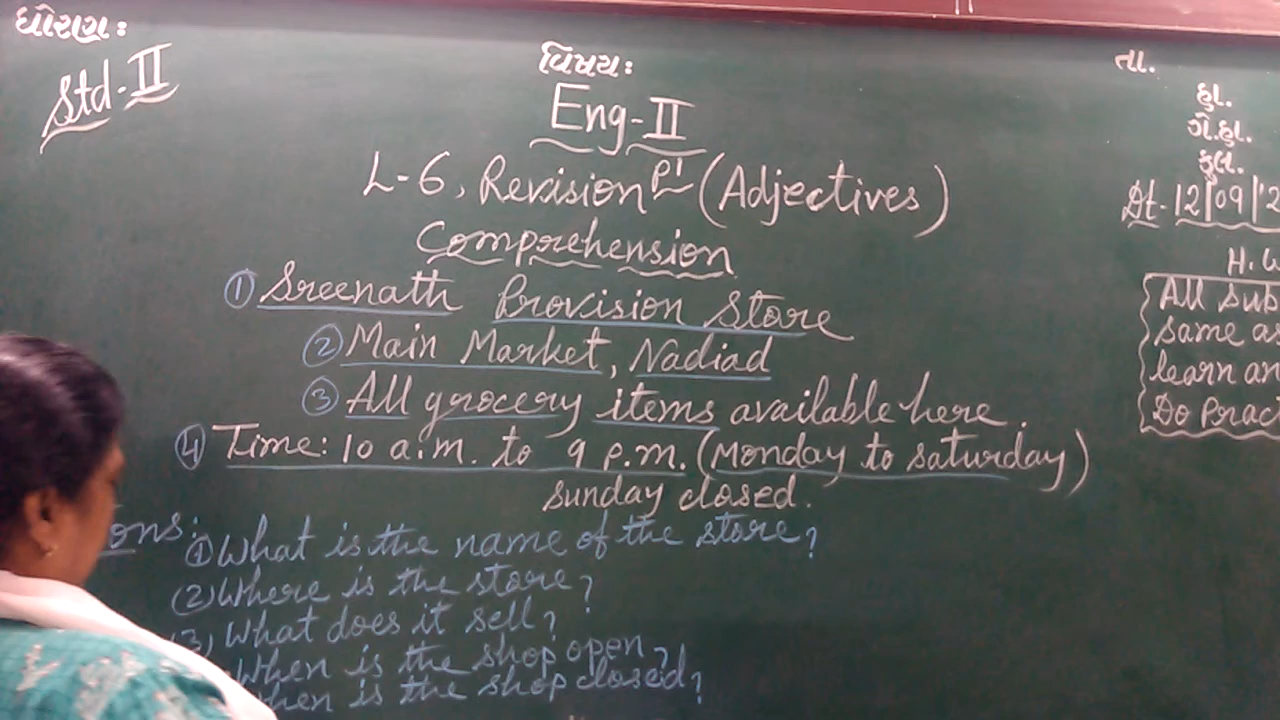 ધોરણ:
Std-II
વિષય:
Eng-II
L-6, Revision P1 (Adjectives)
Comprehension
① Sreenath Provision Store
② Main Market, Nadiad
③ All grocery items available here.
④ Time: 10 a.m. to 9 p.m. (Monday to saturday)
sunday closed.
ons:
① What is the name of the store?
(2) Where is the store?
(3) What does it sell?
When is the shop open?
hen is the shop closed?
તા.
હા.
ગે.હા.
કુલ.
Dt-12/09/'2
H.W
All sub
same as
learn an
Do Prac